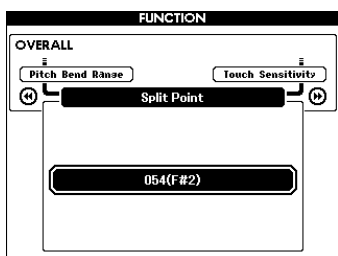 FUNCTION
OVERALL
Pitch Bend Range
Touch Sensitivity
Split Point
054(F#2)